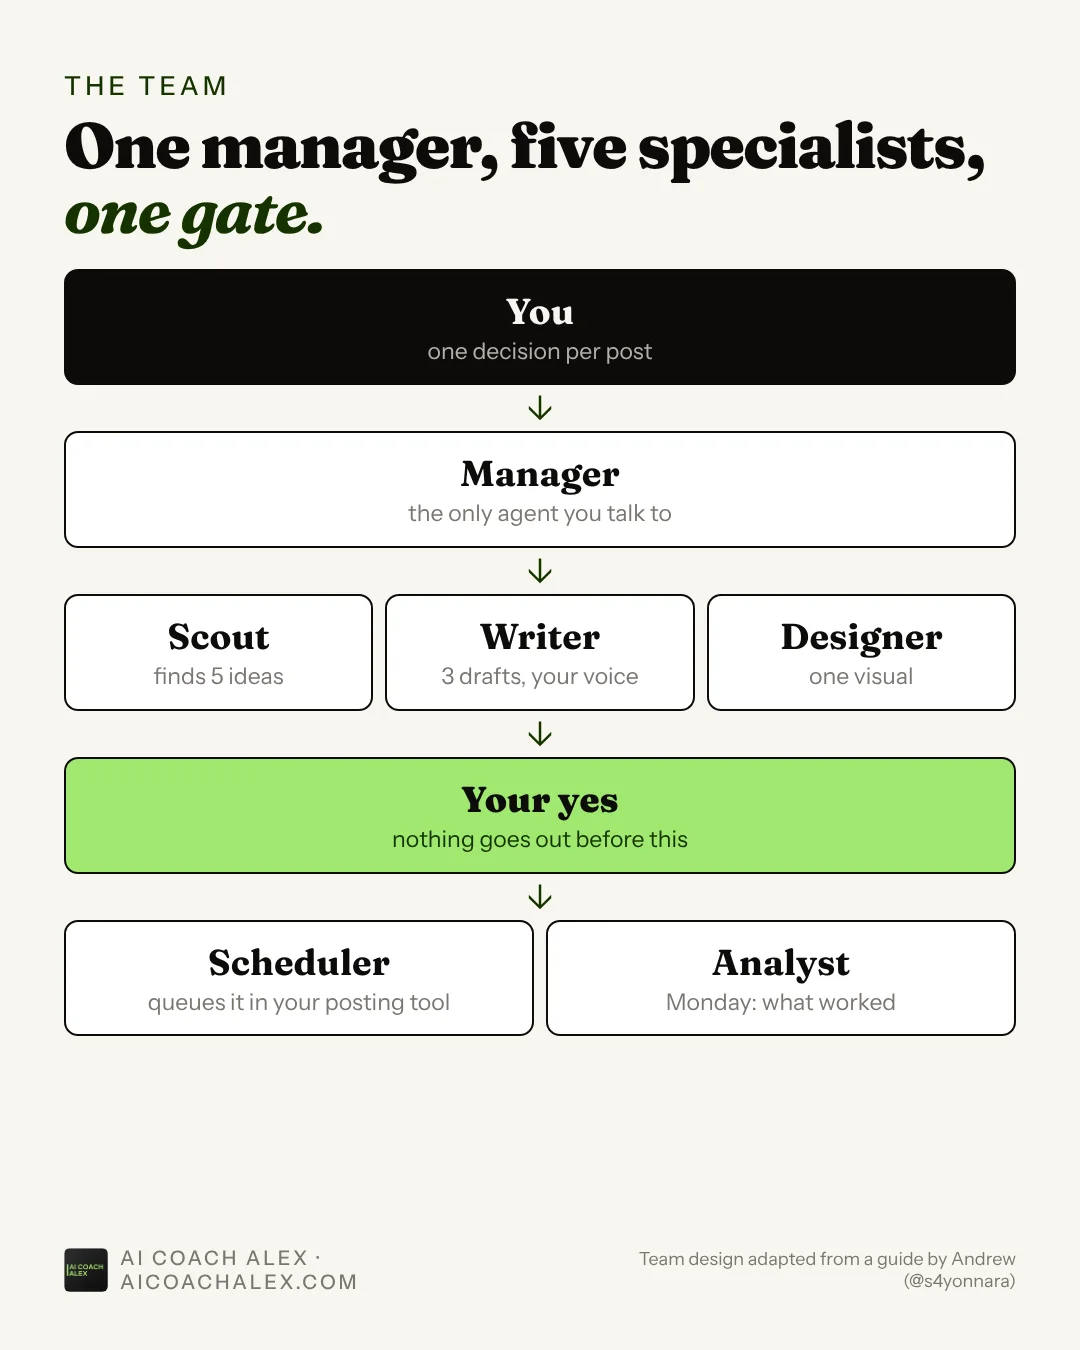 THE TEAM
One manager, five specialists,
one gate.
You
one decision per post
↓
Manager
the only agent you talk to
↓
Scout
finds 5 ideas
Writer
3 drafts, your voice
Designer
one visual
↓
Your yes
nothing goes out before this
↓
Scheduler
queues it in your posting tool
Analyst
Monday: what worked
AI COACH
ALEX
AI COACH ALEX ·
AICOACHALEX.COM
Team design adapted from a guide by Andrew
(@s4yonnara)